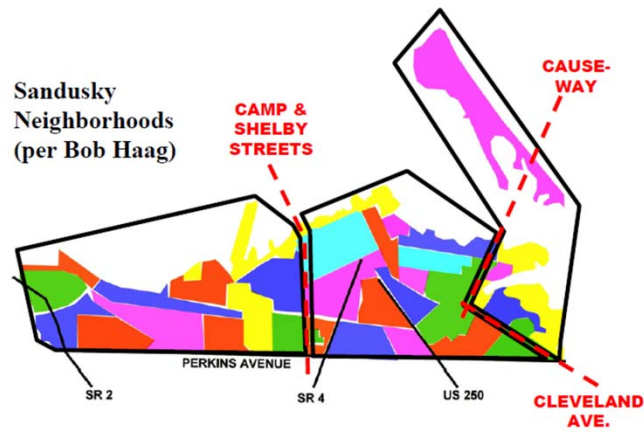 Sandusky
Neighborhoods
(per Bob Haag)
CAMP &
SHELBY
STREETS
CAUSE-
WAY
PERKINS AVENUE
SR 2
SR 4
US 250
CLEVELAND
AVE.